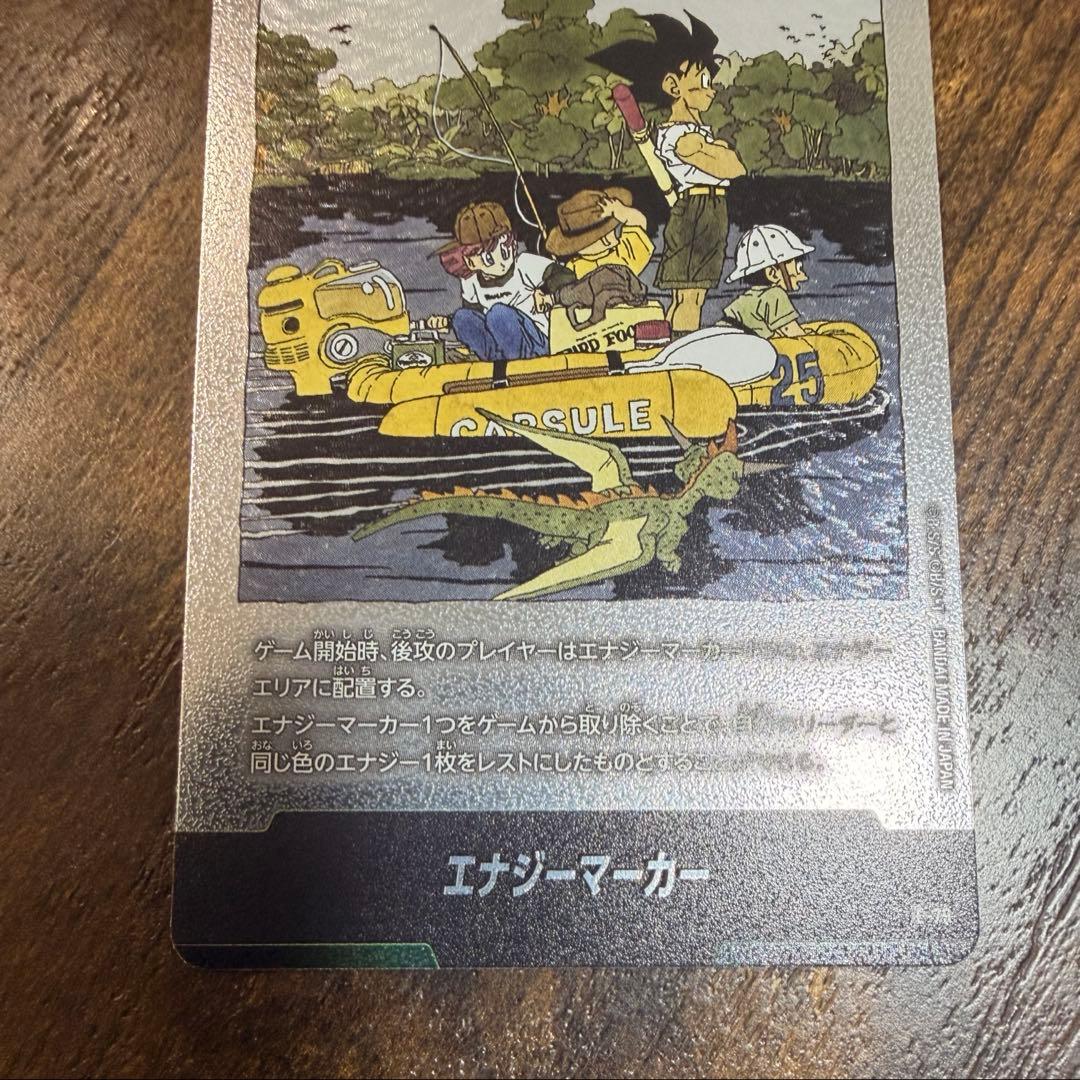 BIRD FOO
25
CAPSULE
ゲーム開始時、後攻のプレイヤーはエナジーマーカー
エリアに配置する。
エナジーマーカー1つをゲームから取り除くことで、自リーダーと
同じ色のエナジー1枚をレストにしたものとすること
BANDAI MADE IN JAPAN
エナジーマーカー